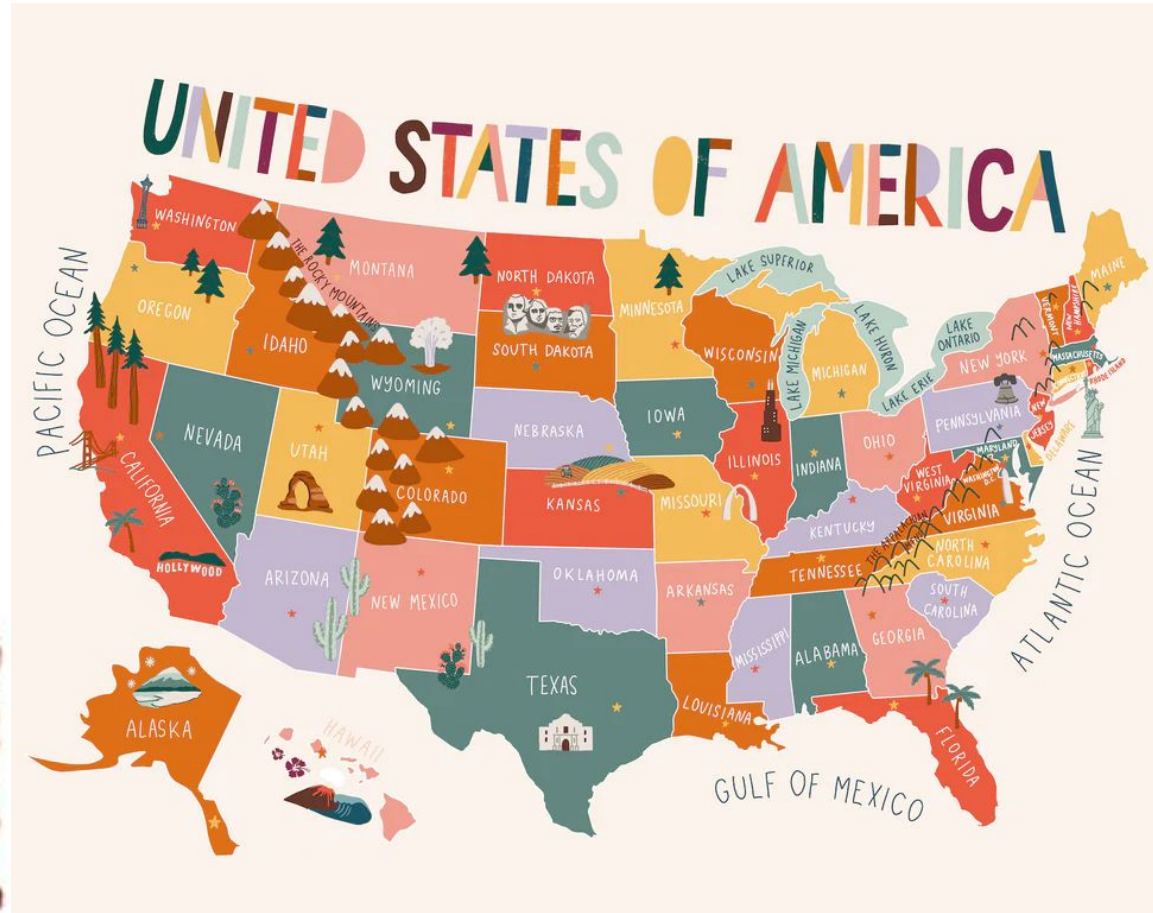 UNITED STATES OF AMERICA
PACIFIC OCEAN
WASHINGTON
OREGON
CALIFORNIA
HOLLYWOOD
NEVADA
IDAHO
THE ROCKY MOUNTAINS
MONTANA
WYOMING
UTAH
COLORADO
ARIZONA
NEW MEXICO
NORTH DAKOTA
SOUTH DAKOTA
NEBRASKA
KANSAS
OKLAHOMA
TEXAS
MINNESOTA
IOWA
MISSOURI
ARKANSAS
LOUISIANA
WISCONSIN
ILLINOIS
LAKE SUPERIOR
LAKE MICHIGAN
MICHIGAN
LAKE HURON
LAKE ERIE
LAKE
ONTARIO
INDIANA
OHIO
KENTUCKY
TENNESSEE
MISSISSIPPI
ALABAMA
GEORGIA
FLORIDA
SOUTH
CAROLINA
NORTH
CAROLINA
THE APPALACHIAN
VIRGINIA
WEST
VIRGINIA
WASHINGTON
D.C.
MARYLAND
DELAWARE
PENNSYLVANIA
NEW
JERSEY
NEW YORK
CONNECTICUT
RHODE ISLAND
MASSACHUSETTS
VERMONT
NEW
HAMPSHIRE
MAINE
ATLANTIC OCEAN
GULF OF MEXICO
ALASKA
HAWAII